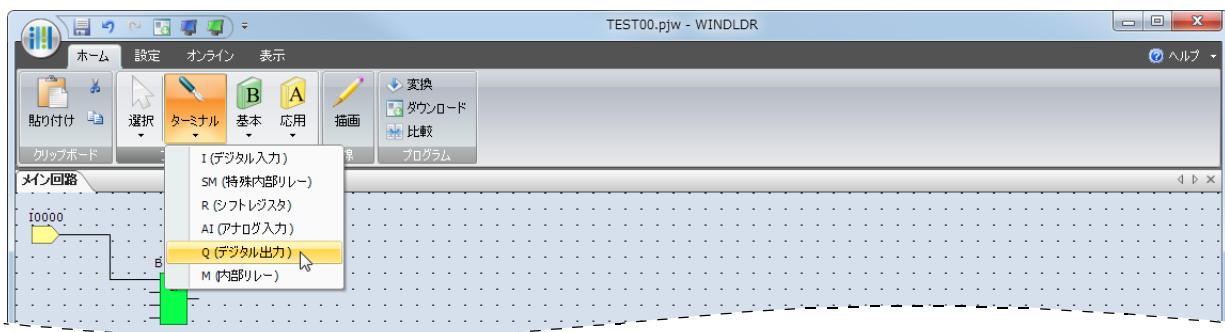 TEST00.pjw - WINDLDR
ホーム 設定 オンライン 表示 ヘルプ
貼り付け 選択 ターミナル 基本 応用 描画
B A
変換
ダウンロード
比較
クリップボード プログラム
I (デジタル入力)
SM (特殊内部リレー)
R (シフトレジスタ)
AI (アナログ入力)
Q (デジタル出力)
M (内部リレー)
メイン回路
I0000
B